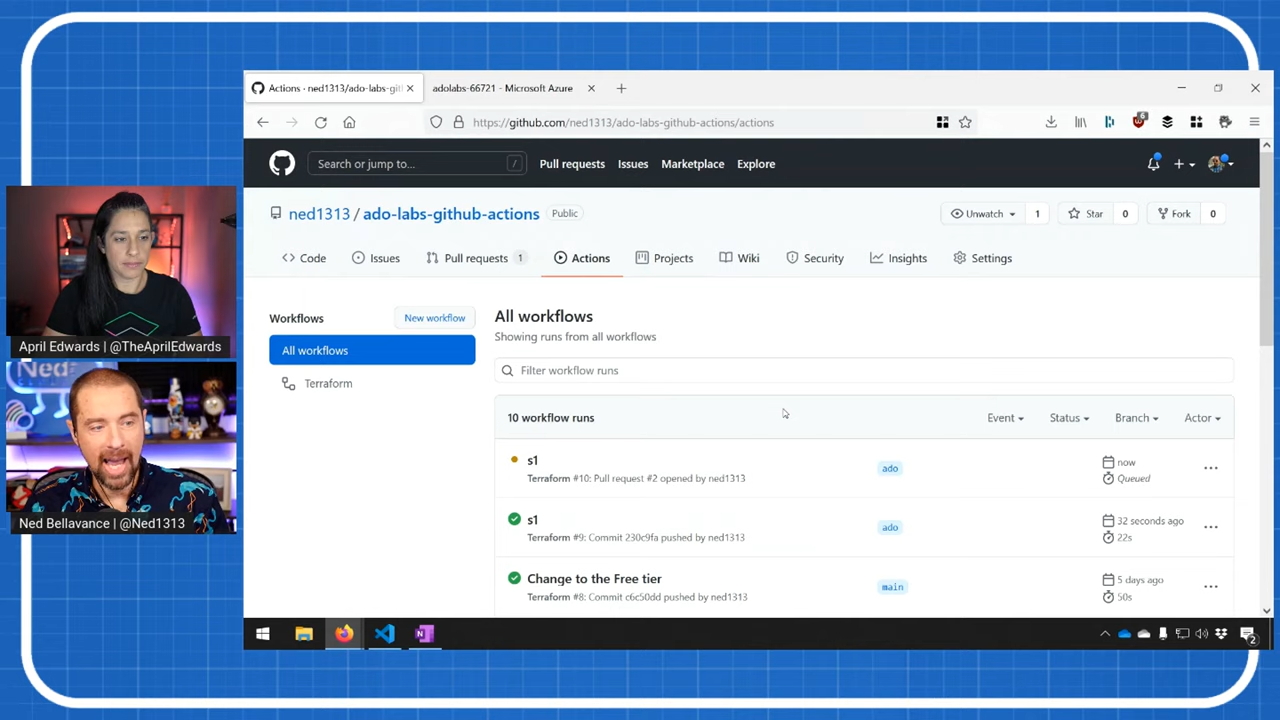 Actions · ned1313/ado-labs-gitl
adolabs-66721 - Microsoft Azure
https://github.com/ned1313/ado-labs-github-actions/actions
6
Search or jump to...
/
Pull requests
Issues
Marketplace
Explore
ned1313 / ado-labs-github-actions
Public
Unwatch
1
Star
0
Fork
0
Code
Issues
Pull requests 1
Actions
Projects
Wiki
Security
Insights
Settings
Workflows
New workflow
All workflows
Terraform
All workflows
Showing runs from all workflows
Filter workflow runs
10 workflow runs
Event
Status
Branch
Actor
s1
Terraform #10: Pull request #2 opened by ned1313
ado
now
Queued
s1
Terraform #9: Commit 230c9fa pushed by ned1313
ado
32 seconds ago
22s
Change to the Free tier
Terraform #8: Commit c6c50dd pushed by ned1313
main
5 days ago
50s
2
April Edwards | @TheAprilEdwards
Ned
Ned Bellavance | @Ned1313